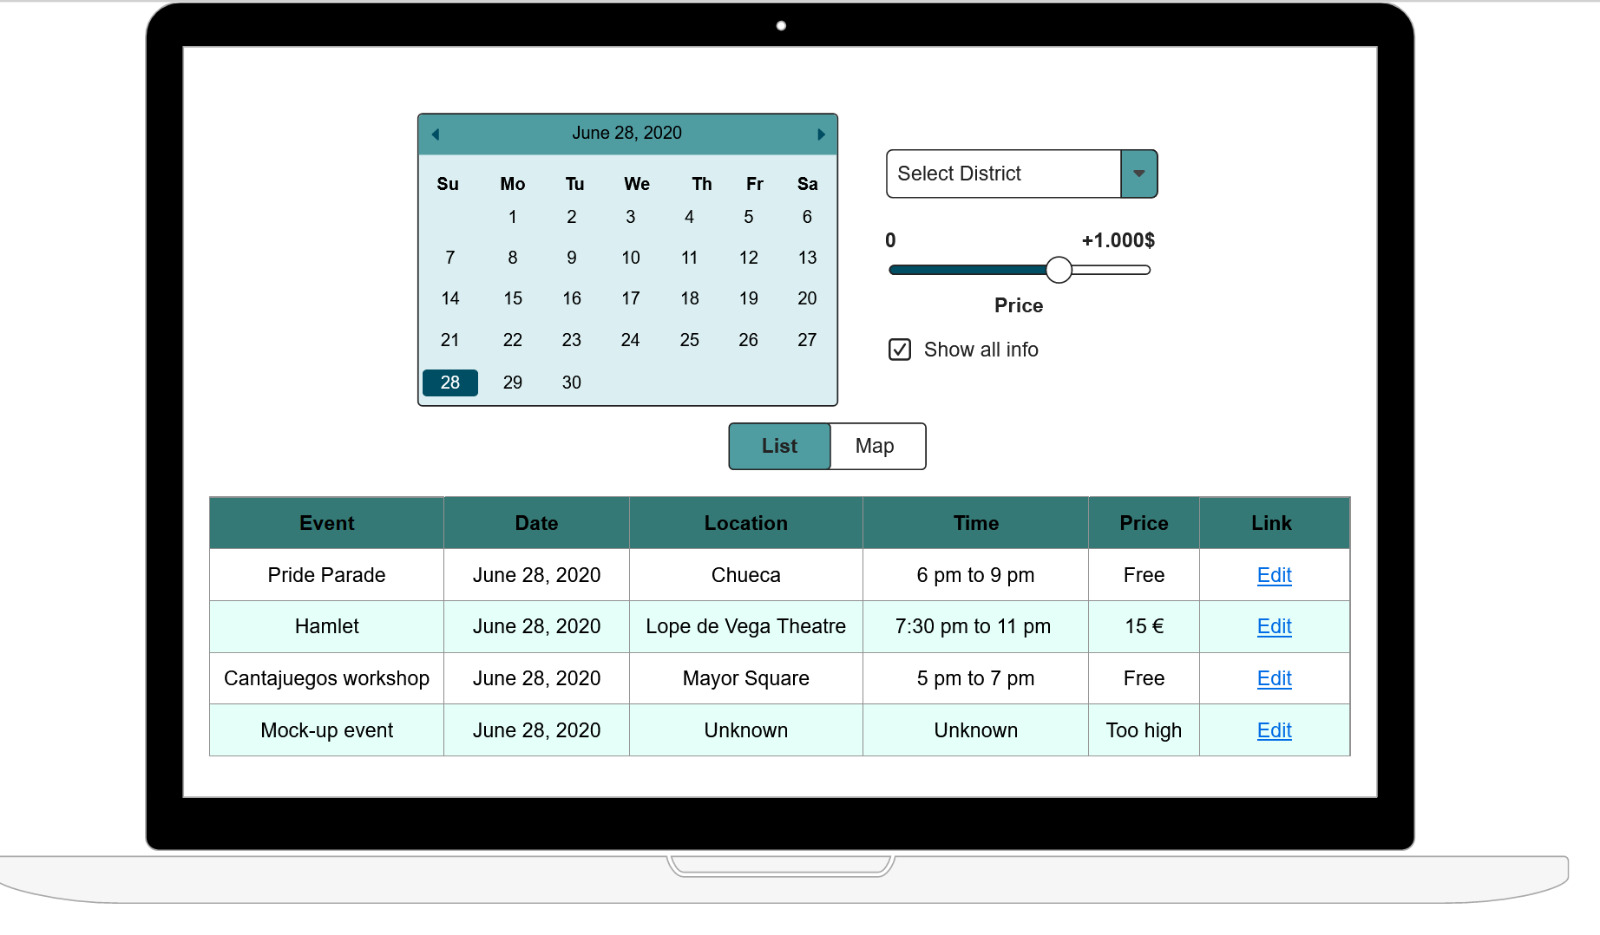 June 28, 2020
Su Mo Tu We Th Fr Sa
1 2 3 4 5 6
7 8 9 10 11 12 13
14 15 16 17 18 19 20
21 22 23 24 25 26 27
28 29 30
Select District
0 +1.000$
Price
Show all info
List Map
Event Date Location Time Price Link
Pride Parade June 28, 2020 Chueca 6 pm to 9 pm Free Edit
Hamlet June 28, 2020 Lope de Vega Theatre 7:30 pm to 11 pm 15 € Edit
Cantajuegos workshop June 28, 2020 Mayor Square 5 pm to 7 pm Free Edit
Mock-up event June 28, 2020 Unknown Unknown Too high Edit